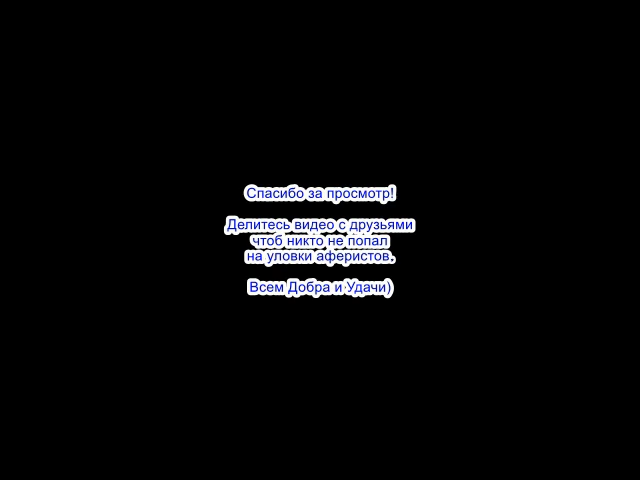 Спасибо за просмотр!
Делитесь видео с друзьями
чтоб никто не попал
на уловки аферистов.
Всем Добра и Удачи)